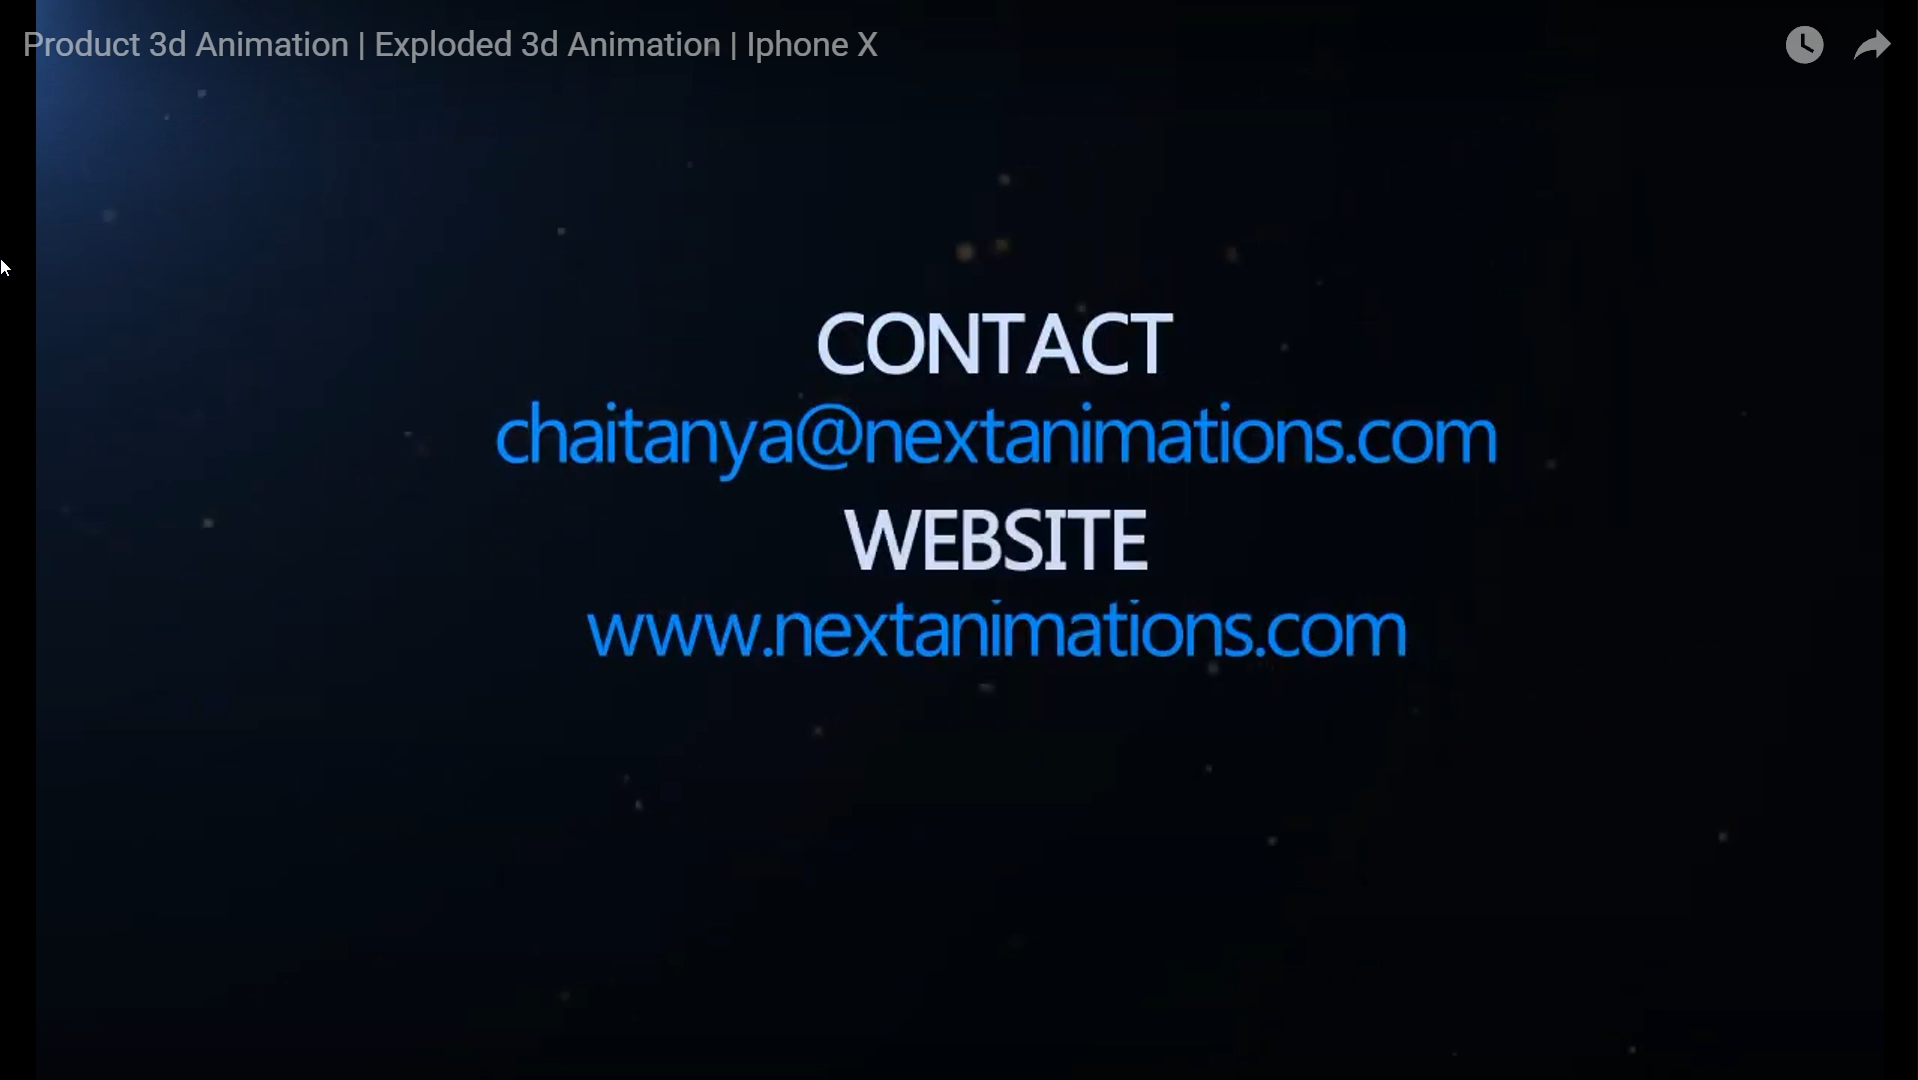 Product 3d Animation | Exploded 3d Animation | Iphone X
CONTACT
chaitanya@nextanimations.com
WEBSITE
www.nextanimations.com